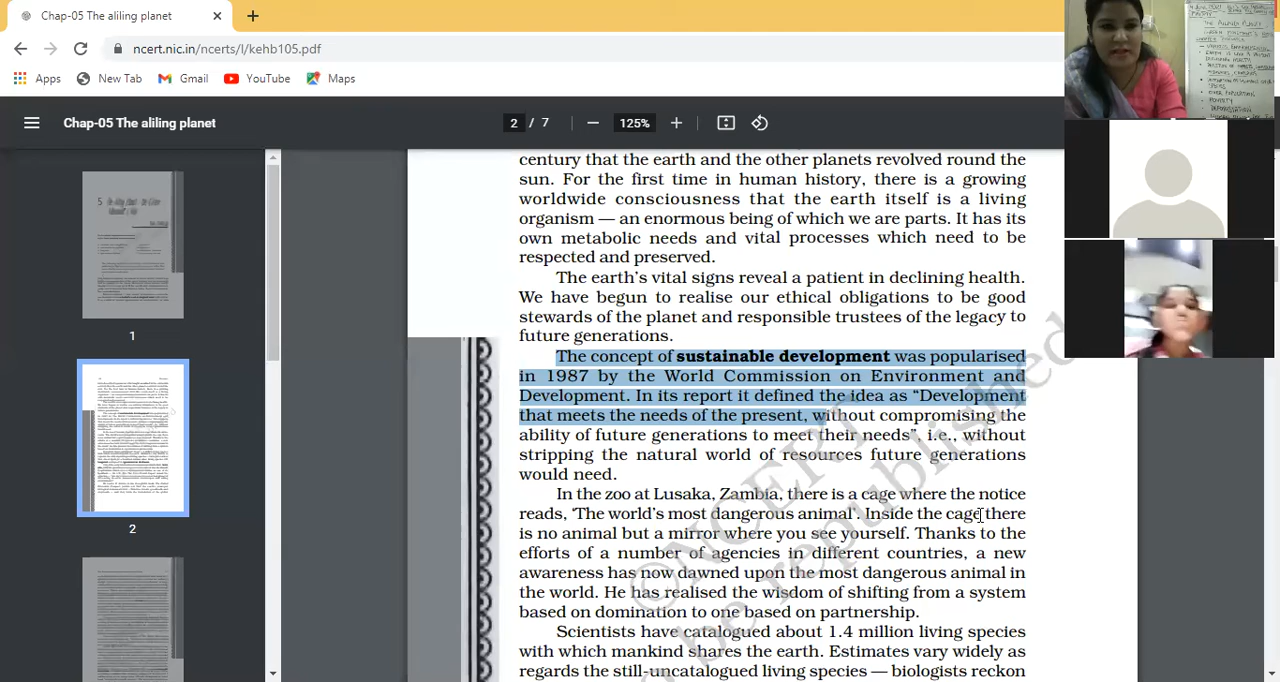 Chap-05 The aliling planet
ncert.nic.in/ncerts/l/kehb105.pdf
Apps New Tab Gmail YouTube Maps
Chap-05 The aliling planet 2 / 7 125%
century that the earth and the other planets revolved round the
sun. For the first time in human history, there is a growing
worldwide consciousness that the earth itself is a living
organism — an enormous being of which we are parts. It has its
own metabolic needs and vital processes which need to be
respected and preserved.
The earth's vital signs reveal a patient in declining health.
We have begun to realise our ethical obligations to be good
stewards of the planet and responsible trustees of the legacy to
future generations.
The concept of sustainable development was popularised
in 1987 by the World Commission on Environment and
Development. In its report it defined the idea as “Development
that meets the needs of the present, without compromising the
ability of future generations to meet their needs”, i.e., without
stripping the natural world of resources future generations
would need.
In the zoo at Lusaka, Zambia, there is a cage where the notice
reads, ‘The world's most dangerous animal’. Inside the cage there
is no animal but a mirror where you see yourself. Thanks to the
efforts of a number of agencies in different countries, a new
awareness has now dawned upon the most dangerous animal in
the world. He has realised the wisdom of shifting from a system
based on domination to one based on partnership.
Scientiss have catalogued about .4 million living species
with which mankind shares the earth. Estimates vary widely as
regards the still-uncatalogued living species — biologists reckon
1
2
THE AILING PLANET
POVERTY
©NCERT
be republished